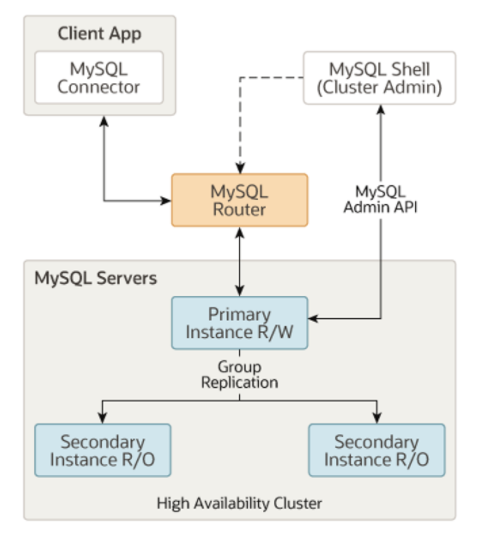 Client App
MySQL
Connector
MySQL Shell
(Cluster Admin)
MySQL
Router
MySQL
Admin API
MySQL Servers
Primary
Instance R/W
Group
Replication
Secondary
Instance R/O
Secondary
Instance R/O
High Availability Cluster